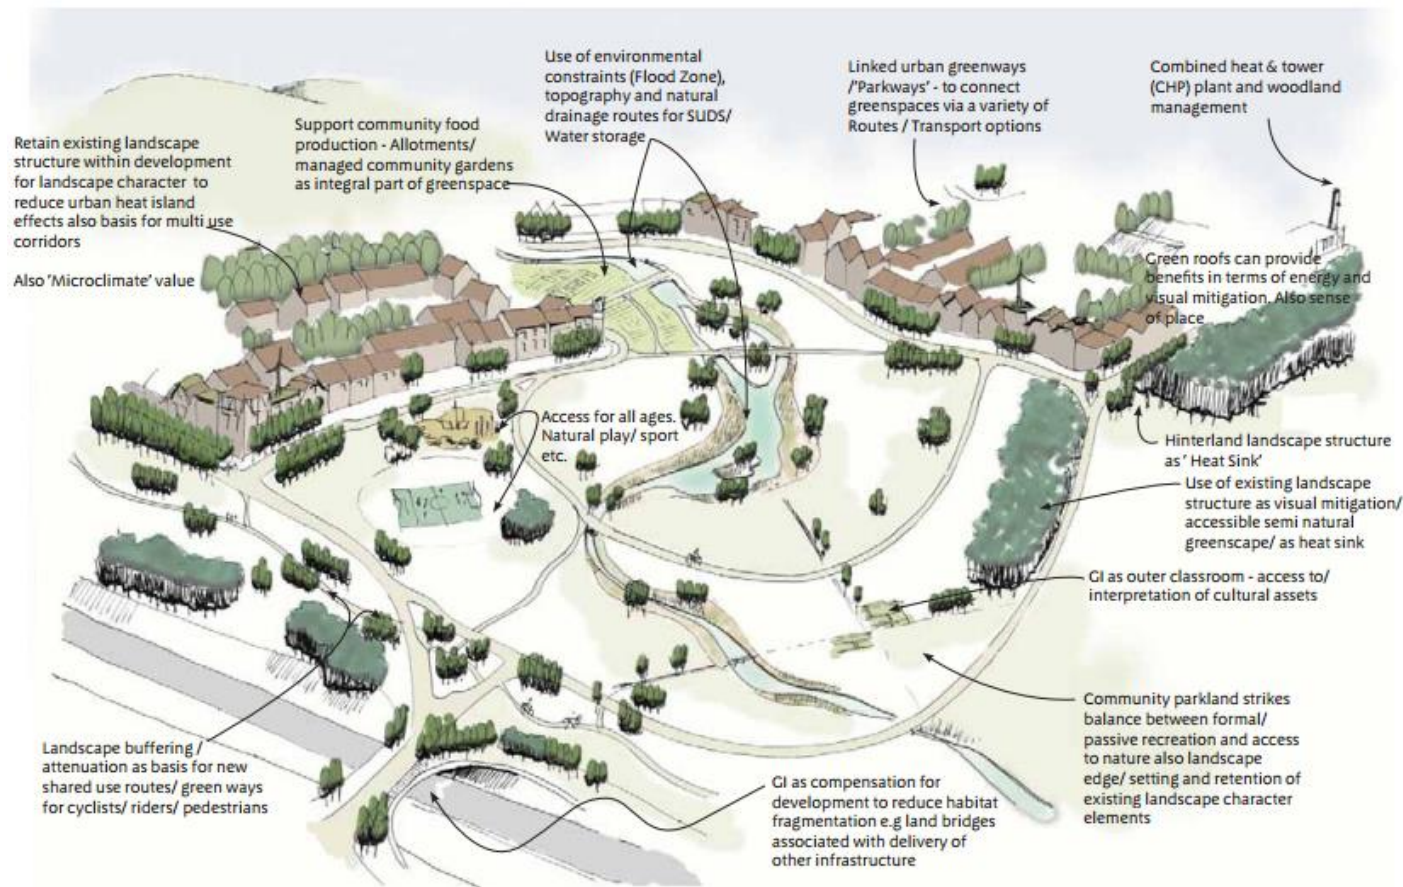 Use of environmental
constraints (Flood Zone),
topography and natural
drainage routes for SUDS/
Water storage
Linked urban greenways
/'Parkways' - to connect
greenspaces via a variety of
Routes / Transport options
Combined heat & tower
(CHP) plant and woodland
management
Support community food
production - Allotments/
managed community gardens
as integral part of greenspace
Retain existing landscape
structure within development
for landscape character to
reduce urban heat island
effects also basis for multi use
corridors
Also 'Microclimate' value
Green roofs can provide
benefits in terms of energy and
visual mitigation. Also sense
of place
Access for all ages.
Natural play/ sport
etc.
Hinterland landscape structure
as ' Heat Sink'
Use of existing landscape
structure as visual mitigation/
accessible semi natural
greenscape/ as heat sink
GI as outer classroom - access to/
interpretation of cultural assets
Community parkland strikes
balance between formal/
passive recreation and access
to nature also landscape
edge/ setting and retention of
existing landscape character
elements
Landscape buffering /
attenuation as basis for new
shared use routes/ green ways
for cyclists/ riders/ pedestrians
GI as compensation for
development to reduce habitat
fragmentation e.g land bridges
associated with delivery of
other infrastructure